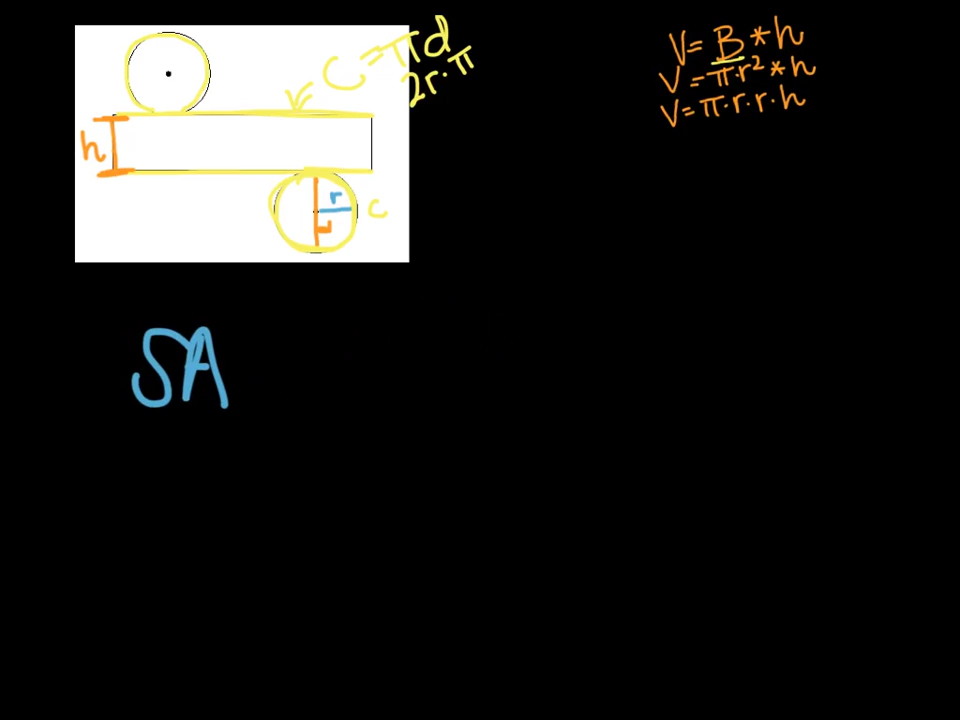 C=πd
2r·π
h
r
d
C
V= B * h
V=π·r² * h
V=π·r·r·h
SA